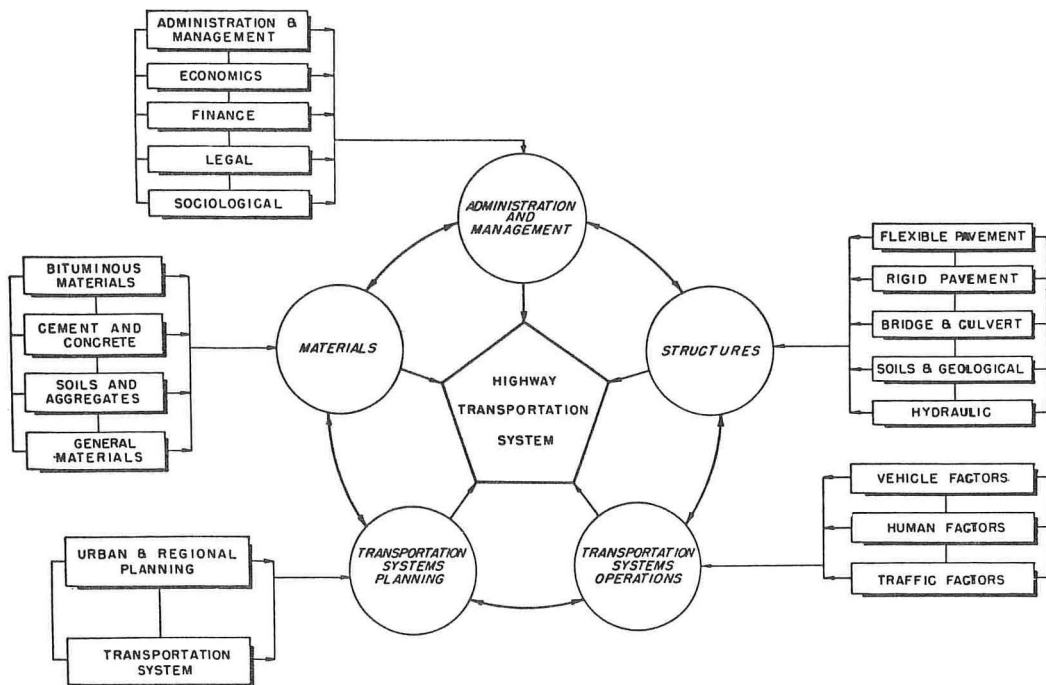 ADMINISTRATION &
MANAGEMENT
ECONOMICS
FINANCE
LEGAL
SOCIOLOGICAL
ADMINISTRATION
AND
MANAGEMENT
BITUMINOUS
MATERIALS
CEMENT AND
CONCRETE
SOILS AND
AGGREGATES
GENERAL
MATERIALS
MATERIALS
HIGHWAY
TRANSPORTATION
SYSTEM
STRUCTURES
FLEXIBLE PAVEMENT
RIGID PAVEMENT
BRIDGE & CULVERT
SOILS & GEOLOGICAL
HYDRAULIC
URBAN & REGIONAL
PLANNING
TRANSPORTATION
SYSTEM
TRANSPORTATION
SYSTEMS
PLANNING
TRANSPORTATION
SYSTEMS
OPERATIONS
VEHICLE FACTORS
HUMAN FACTORS
TRAFFIC FACTORS